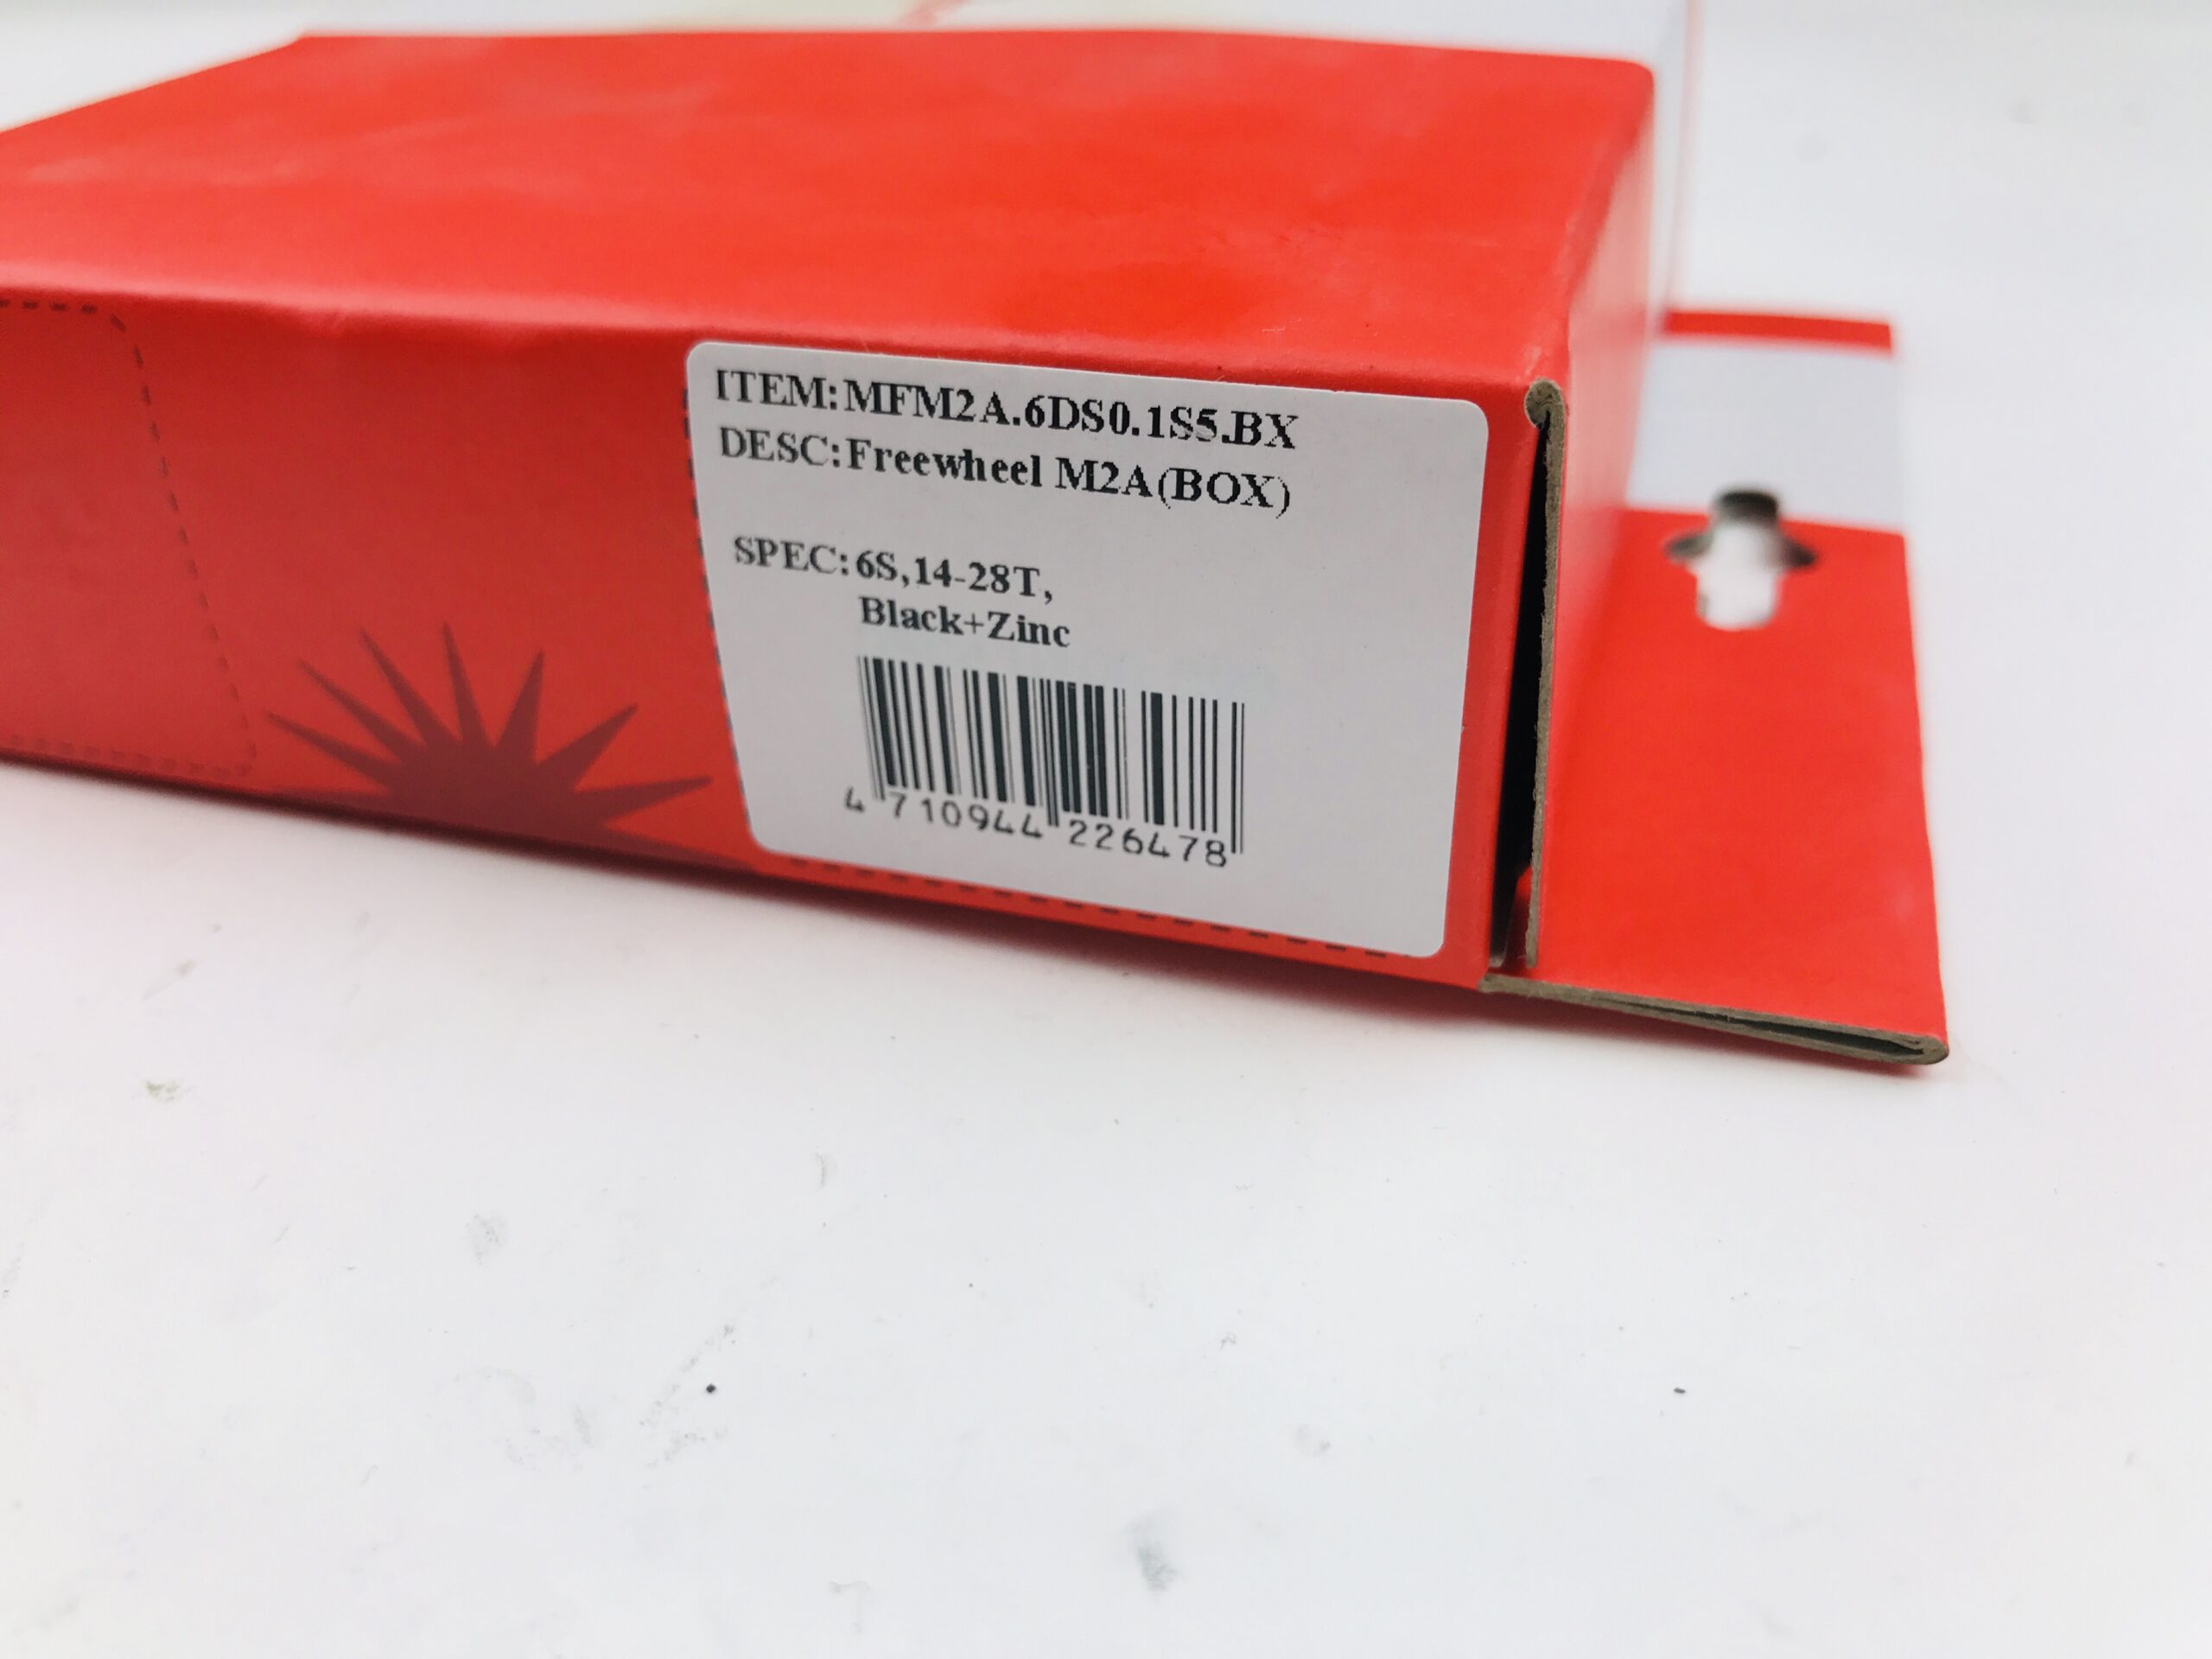 ITEM:MFM2A.6DS0.1S5.BX
DESC:Freewheel M2A(BOX)
SPEC:6S,14-28T,
Black+Zinc
4 710944 226478